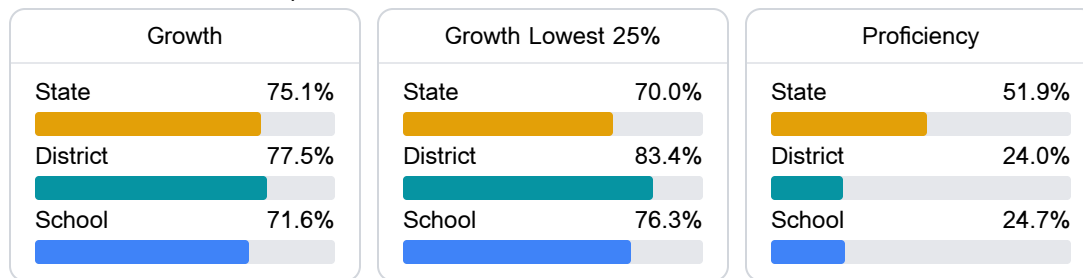 Growth
State 75.1%
District 77.5%
School 71.6%
Growth Lowest 25%
State 70.0%
District 83.4%
School 76.3%
Proficiency
State 51.9%
District 24.0%
School 24.7%